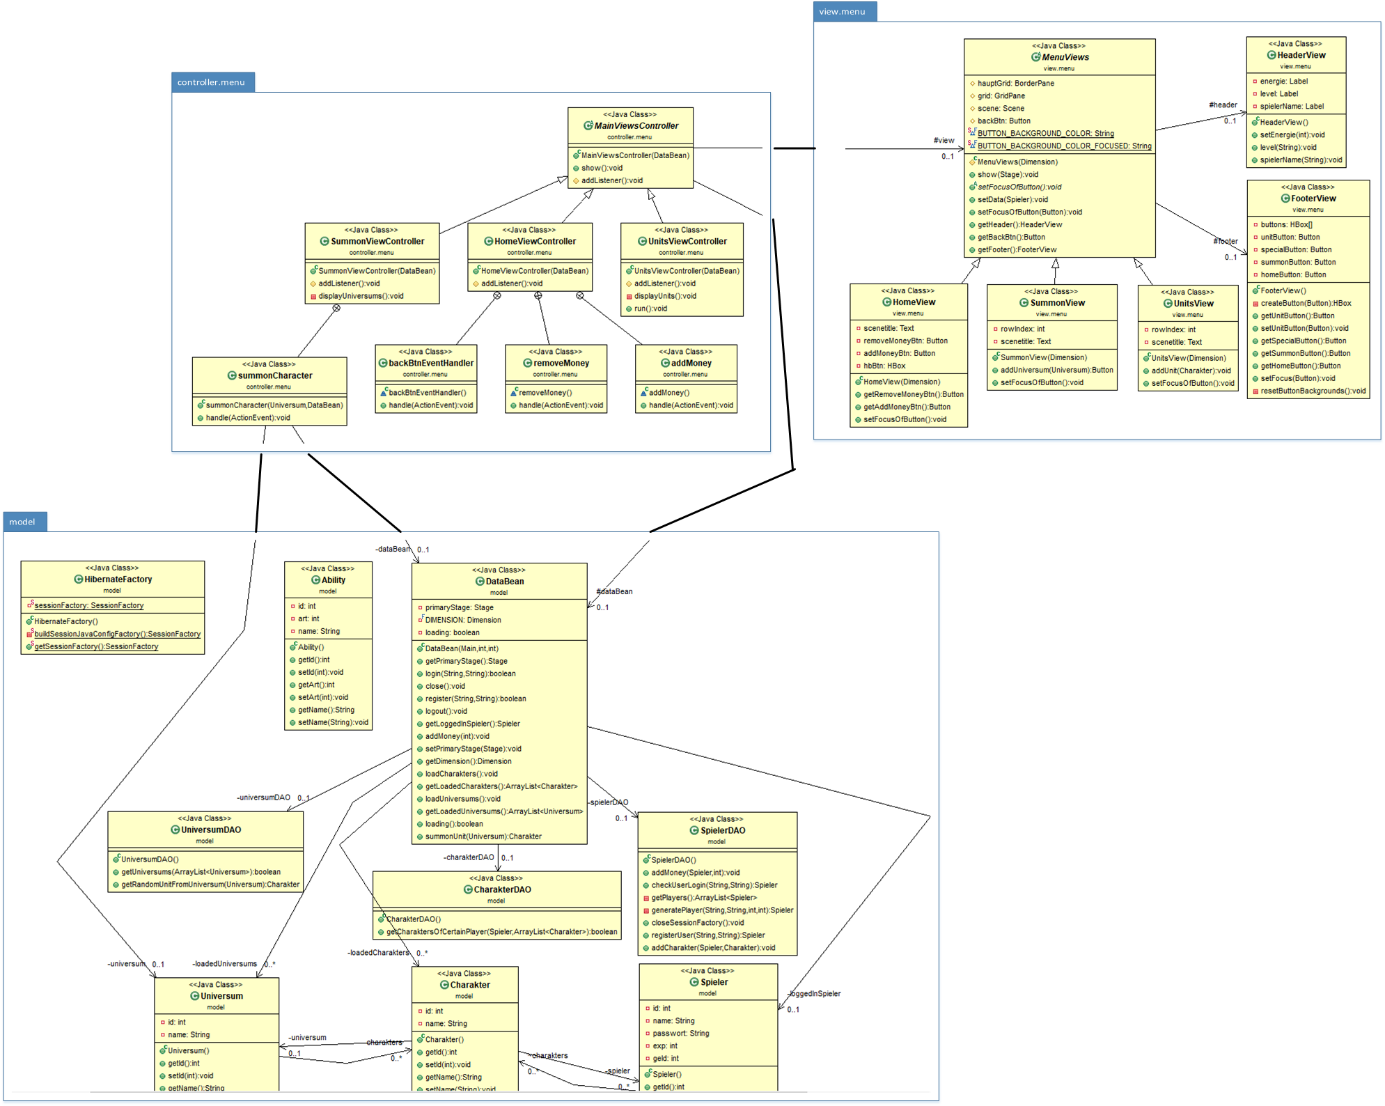 view.menu
<<Java Class>>
MenuViews
view.menu
hauptGrid: BorderPane
grid: GridPane
scene: Scene
backBtn: Button
BUTTON_BACKGROUND_COLOR: String
BUTTON_BACKGROUND_COLOR_FOCUSED: String
MenuViews(Dimension)
show(Stage):void
setFocusOfButton():void
setData(Spieler):void
setFocusOfButton(Button):void
getHeader():HeaderView
getBackBtn():Button
getFooter():FooterView
#view
0..1
#header
0..1
#footer
0..1
<<Java Class>>
HeaderView
view.menu
energie: Label
level: Label
spielerName: Label
HeaderView()
setEnergie(int):void
level(String):void
spielerName(String):void
<<Java Class>>
FooterView
view.menu
buttons: HBox[]
unitButton: Button
specialButton: Button
summonButton: Button
homeButton: Button
FooterView()
createButton(Button):HBox
getUnitButton():Button
setUnitButton(Button):void
getSpecialButton():Button
getSummonButton():Button
getHomeButton():Button
setFocus(Button):void
resetButtonBackgrounds():void
<<Java Class>>
HomeView
view.menu
scenetitle: Text
removeMoneyBtn: Button
addMoneyBtn: Button
hbBtn: HBox
HomeView(Dimension)
getRemoveMoneyBtn():Button
getAddMoneyBtn():Button
setFocusOfButton():void
<<Java Class>>
SummonView
view.menu
rowIndex: int
scenetitle: Text
SummonView(Dimension)
addUniversum(Universum):Button
setFocusOfButton():void
<<Java Class>>
UnitsView
view.menu
rowIndex: int
scenetitle: Text
UnitsView(Dimension)
addUnit(Charakter):void
setFocusOfButton():void
controller.menu
<<Java Class>>
MainViewsController
controller.menu
MainViewsController(DataBean)
show():void
addListener():void
<<Java Class>>
SummonViewController
controller.menu
SummonViewController(DataBean)
addListener():void
displayUniversums():void
<<Java Class>>
HomeViewController
controller.menu
HomeViewController(DataBean)
addListener():void
<<Java Class>>
UnitsViewController
controller.menu
UnitsViewController(DataBean)
addListener():void
displayUnits():void
run():void
<<Java Class>>
summonCharacter
controller.menu
summonCharacter(Universum,DataBean)
handle(ActionEvent):void
<<Java Class>>
backBtnEventHandler
controller.menu
backBtnEventHandler()
handle(ActionEvent):void
<<Java Class>>
removeMoney
controller.menu
removeMoney()
handle(ActionEvent):void
<<Java Class>>
addMoney
controller.menu
addMoney()
handle(ActionEvent):void
model
<<Java Class>>
HibernateFactory
model
sessionFactory: SessionFactory
HibernateFactory()
buildSessionJavaConfigFactory():SessionFactory
getSessionFactory():SessionFactory
<<Java Class>>
Ability
model
id: int
art: int
name: String
Ability()
getId():int
setId(int):void
getArt():int
setArt(int):void
getName():String
setName(String):void
-dataBean 0..1
#dataBean
0..1
<<Java Class>>
DataBean
model
primaryStage: Stage
DIMENSION: Dimension
loading: boolean
DataBean(Main,int,int)
getPrimaryStage():Stage
login(String,String):boolean
close():void
register(String,String):boolean
logout():void
getLoggedInSpieler():Spieler
addMoney(int):void
setPrimaryStage(Stage):void
getDimension():Dimension
loadCharakters():void
getLoadedCharakters():ArrayList<Charakter>
loadUniversums():void
getLoadedUniversums():ArrayList<Universum>
loading():boolean
summonUnit(Universum):Charakter
-universumDAO 0..1
-spielerDAO
0..1
-charakterDAO 0..1
<<Java Class>>
UniversumDAO
model
UniversumDAO()
getUniversums(ArrayList<Universum>):boolean
getRandomUnitFromUniversum(Universum):Charakter
<<Java Class>>
CharakterDAO
model
CharakterDAO()
getCharaktersOfCertainPlayer(Spieler,ArrayList<Charakter>):boolean
<<Java Class>>
SpielerDAO
model
SpielerDAO()
addMoney(Spieler,int):void
checkUserLogin(String,String):Spieler
getPlayers():ArrayList<Spieler>
generatePlayer(String,String,int,int):Spieler
closeSessionFactory():void
registerUser(String,String):Spieler
addCharakter(Spieler,Charakter):void
-universum 0..1
-loadedUniversums 0..*
-loadedCharakters 0..*
-loggedInSpieler
0..1
<<Java Class>>
Universum
model
id: int
name: String
Universum()
getId():int
setId(int):void
getName():String
-universum
0..1
-charakters
0..*
<<Java Class>>
Charakter
model
id: int
name: String
Charakter()
getId():int
setId(int):void
getName():String
setName(String):void
-charakters
0..*
-spieler
0..*
<<Java Class>>
Spieler
model
id: int
name: String
passwort: String
exp: int
geld: int
Spieler()
getId():int